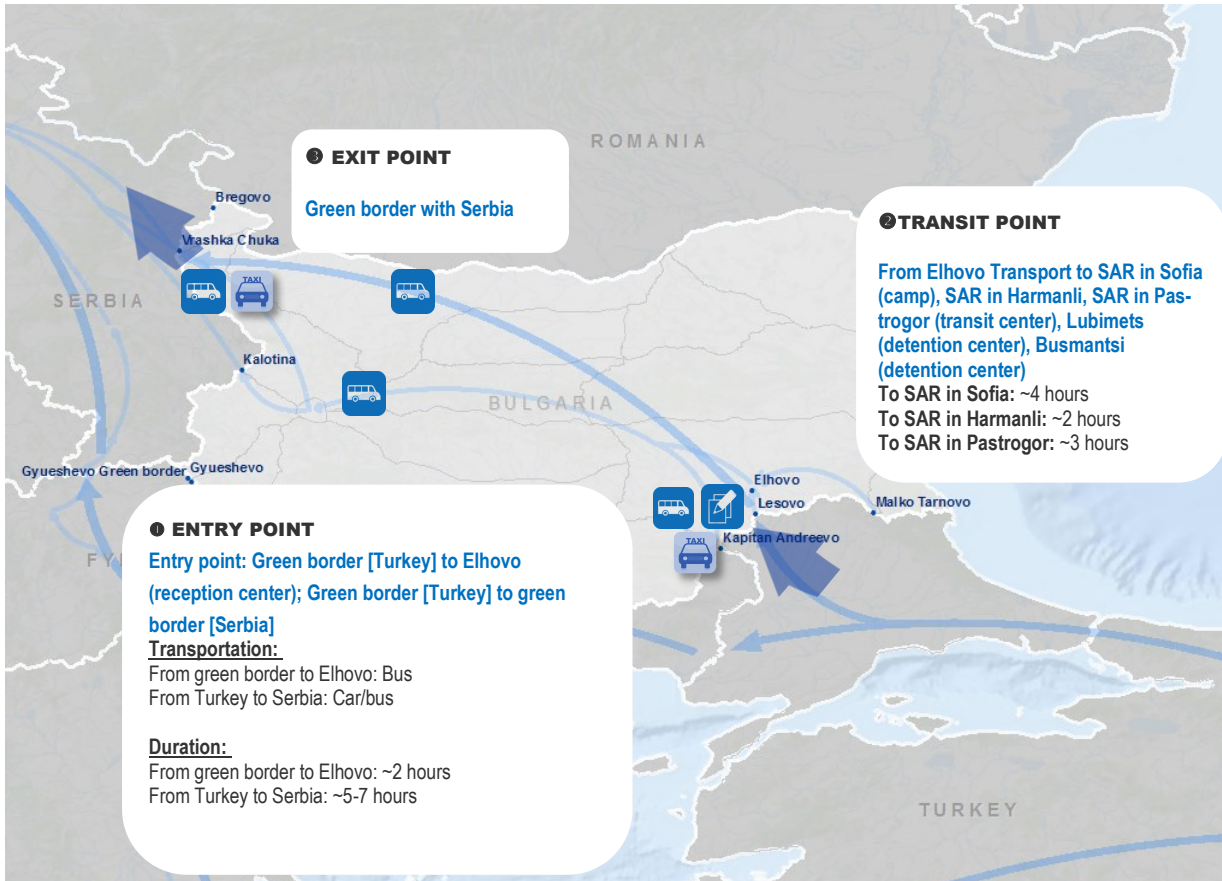 ROMANIA
❸ EXIT POINT
Green border with Serbia
Bregovo
Vrashka Chuka
TAXI
SERBIA
Kalotina
BULGARIA
❷TRANSIT POINT
From Elhovo Transport to SAR in Sofia
(camp), SAR in Harmanli, SAR in Pas-
trogor (transit center), Lubimets
(detention center), Busmantsi
(detention center)
To SAR in Sofia: ~4 hours
To SAR in Harmanli: ~2 hours
To SAR in Pastrogor: ~3 hours
Gyueshevo Green border
Gyueshevo
Elhovo
Lesovo
Malko Tarnovo
TAXI
Kapitan Andreevo
FY
❶ ENTRY POINT
Entry point: Green border [Turkey] to Elhovo
(reception center); Green border [Turkey] to green
border [Serbia]
Transportation:
From green border to Elhovo: Bus
From Turkey to Serbia: Car/bus
Duration:
From green border to Elhovo: ~2 hours
From Turkey to Serbia: ~5-7 hours
TURKEY